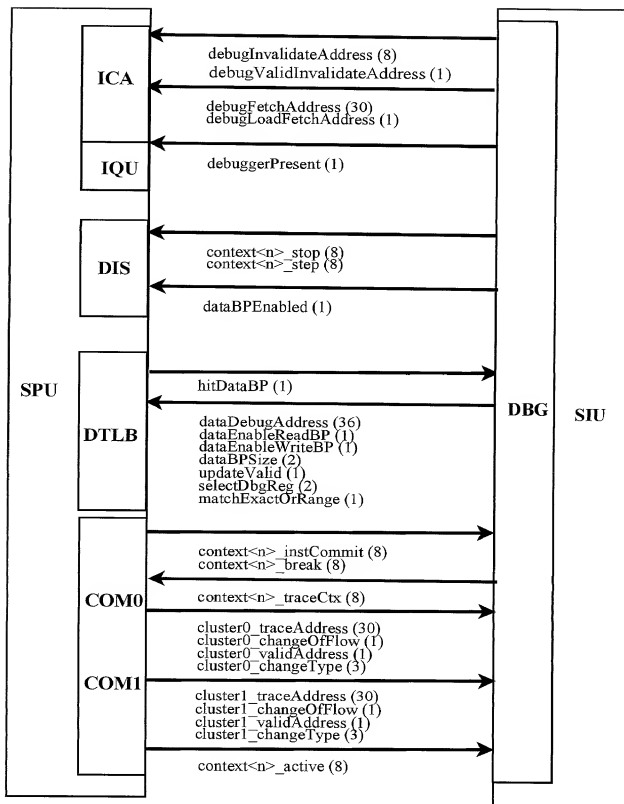 debugInvalidateAddress (8)
debugValidInvalidateAddress (1)
ICA
debugFetchAddress (30)
debugLoadFetchAddress (1)
IQU
debuggerPresent (1)
context<n>_stop (8)
context<n>_step (8)
DIS
dataBPEnabled (1)
hitDataBP (1)
SPU
DBG
SIU
DTLB
dataDebugAddress (36)
dataEnableReadBP (1)
dataEnableWriteBP (1)
dataBPSize (2)
updateValid (1)
selectDbgReg (2)
matchExactOrRange (1)
context<n>_instCommit (8)
context<n>_break (8)
COM0
context<n>_traceCtx (8)
cluster0_traceAddress (30)
cluster0_changeOfFlow (1)
cluster0_validAddress (1)
cluster0_changeType (3)
COM1
cluster1_traceAddress (30)
cluster1_changeOfFlow (1)
cluster1_validAddress (1)
cluster1_changeType (3)
context<n>_active (8)